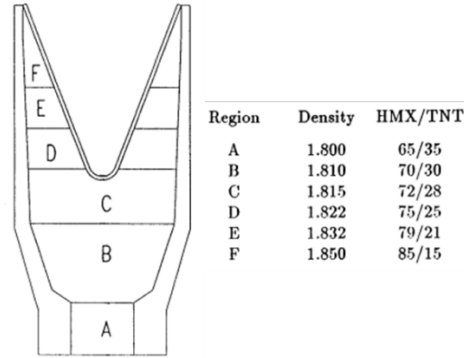 F
E
D
C
B
A
Region Density HMX/TNT
A 1.800 65/35
B 1.810 70/30
C 1.815 72/28
D 1.822 75/25
E 1.832 79/21
F 1.850 85/15